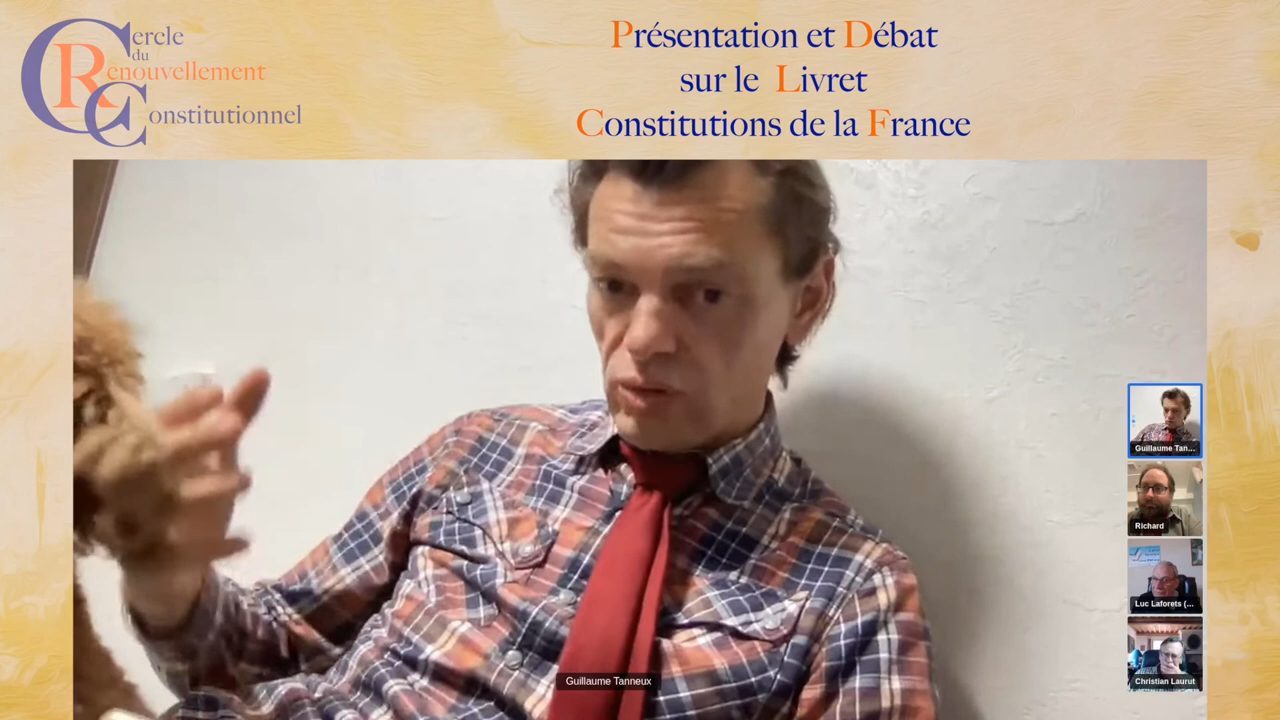 Cercle
du
Renouvellement
Constitutionnel
Présentation et Débat
sur le Livret
Constitutions de la France
Guillaume Tan...
Richard
Luc Laforets (...
Christian Laurut
Guillaume Tanneux